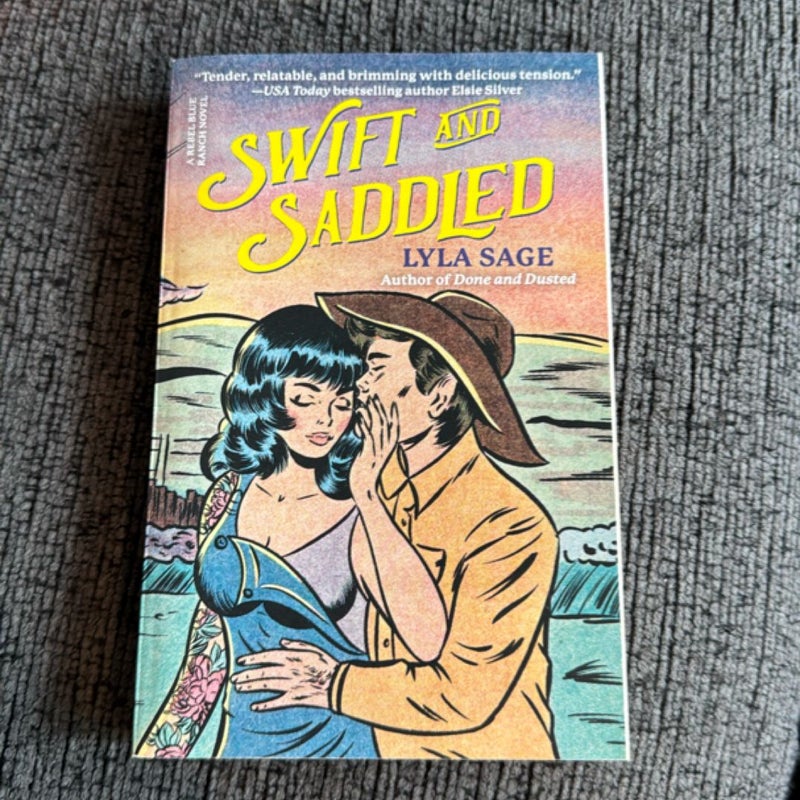 “Tender, relatable, and brimming with delicious tension.”
—USA Today bestselling author Elsie Silver
A REBEL BLUE
RANCH NOVEL
SWIFT AND
SADDLED
LYLA SAGE
Author of Done and Dusted